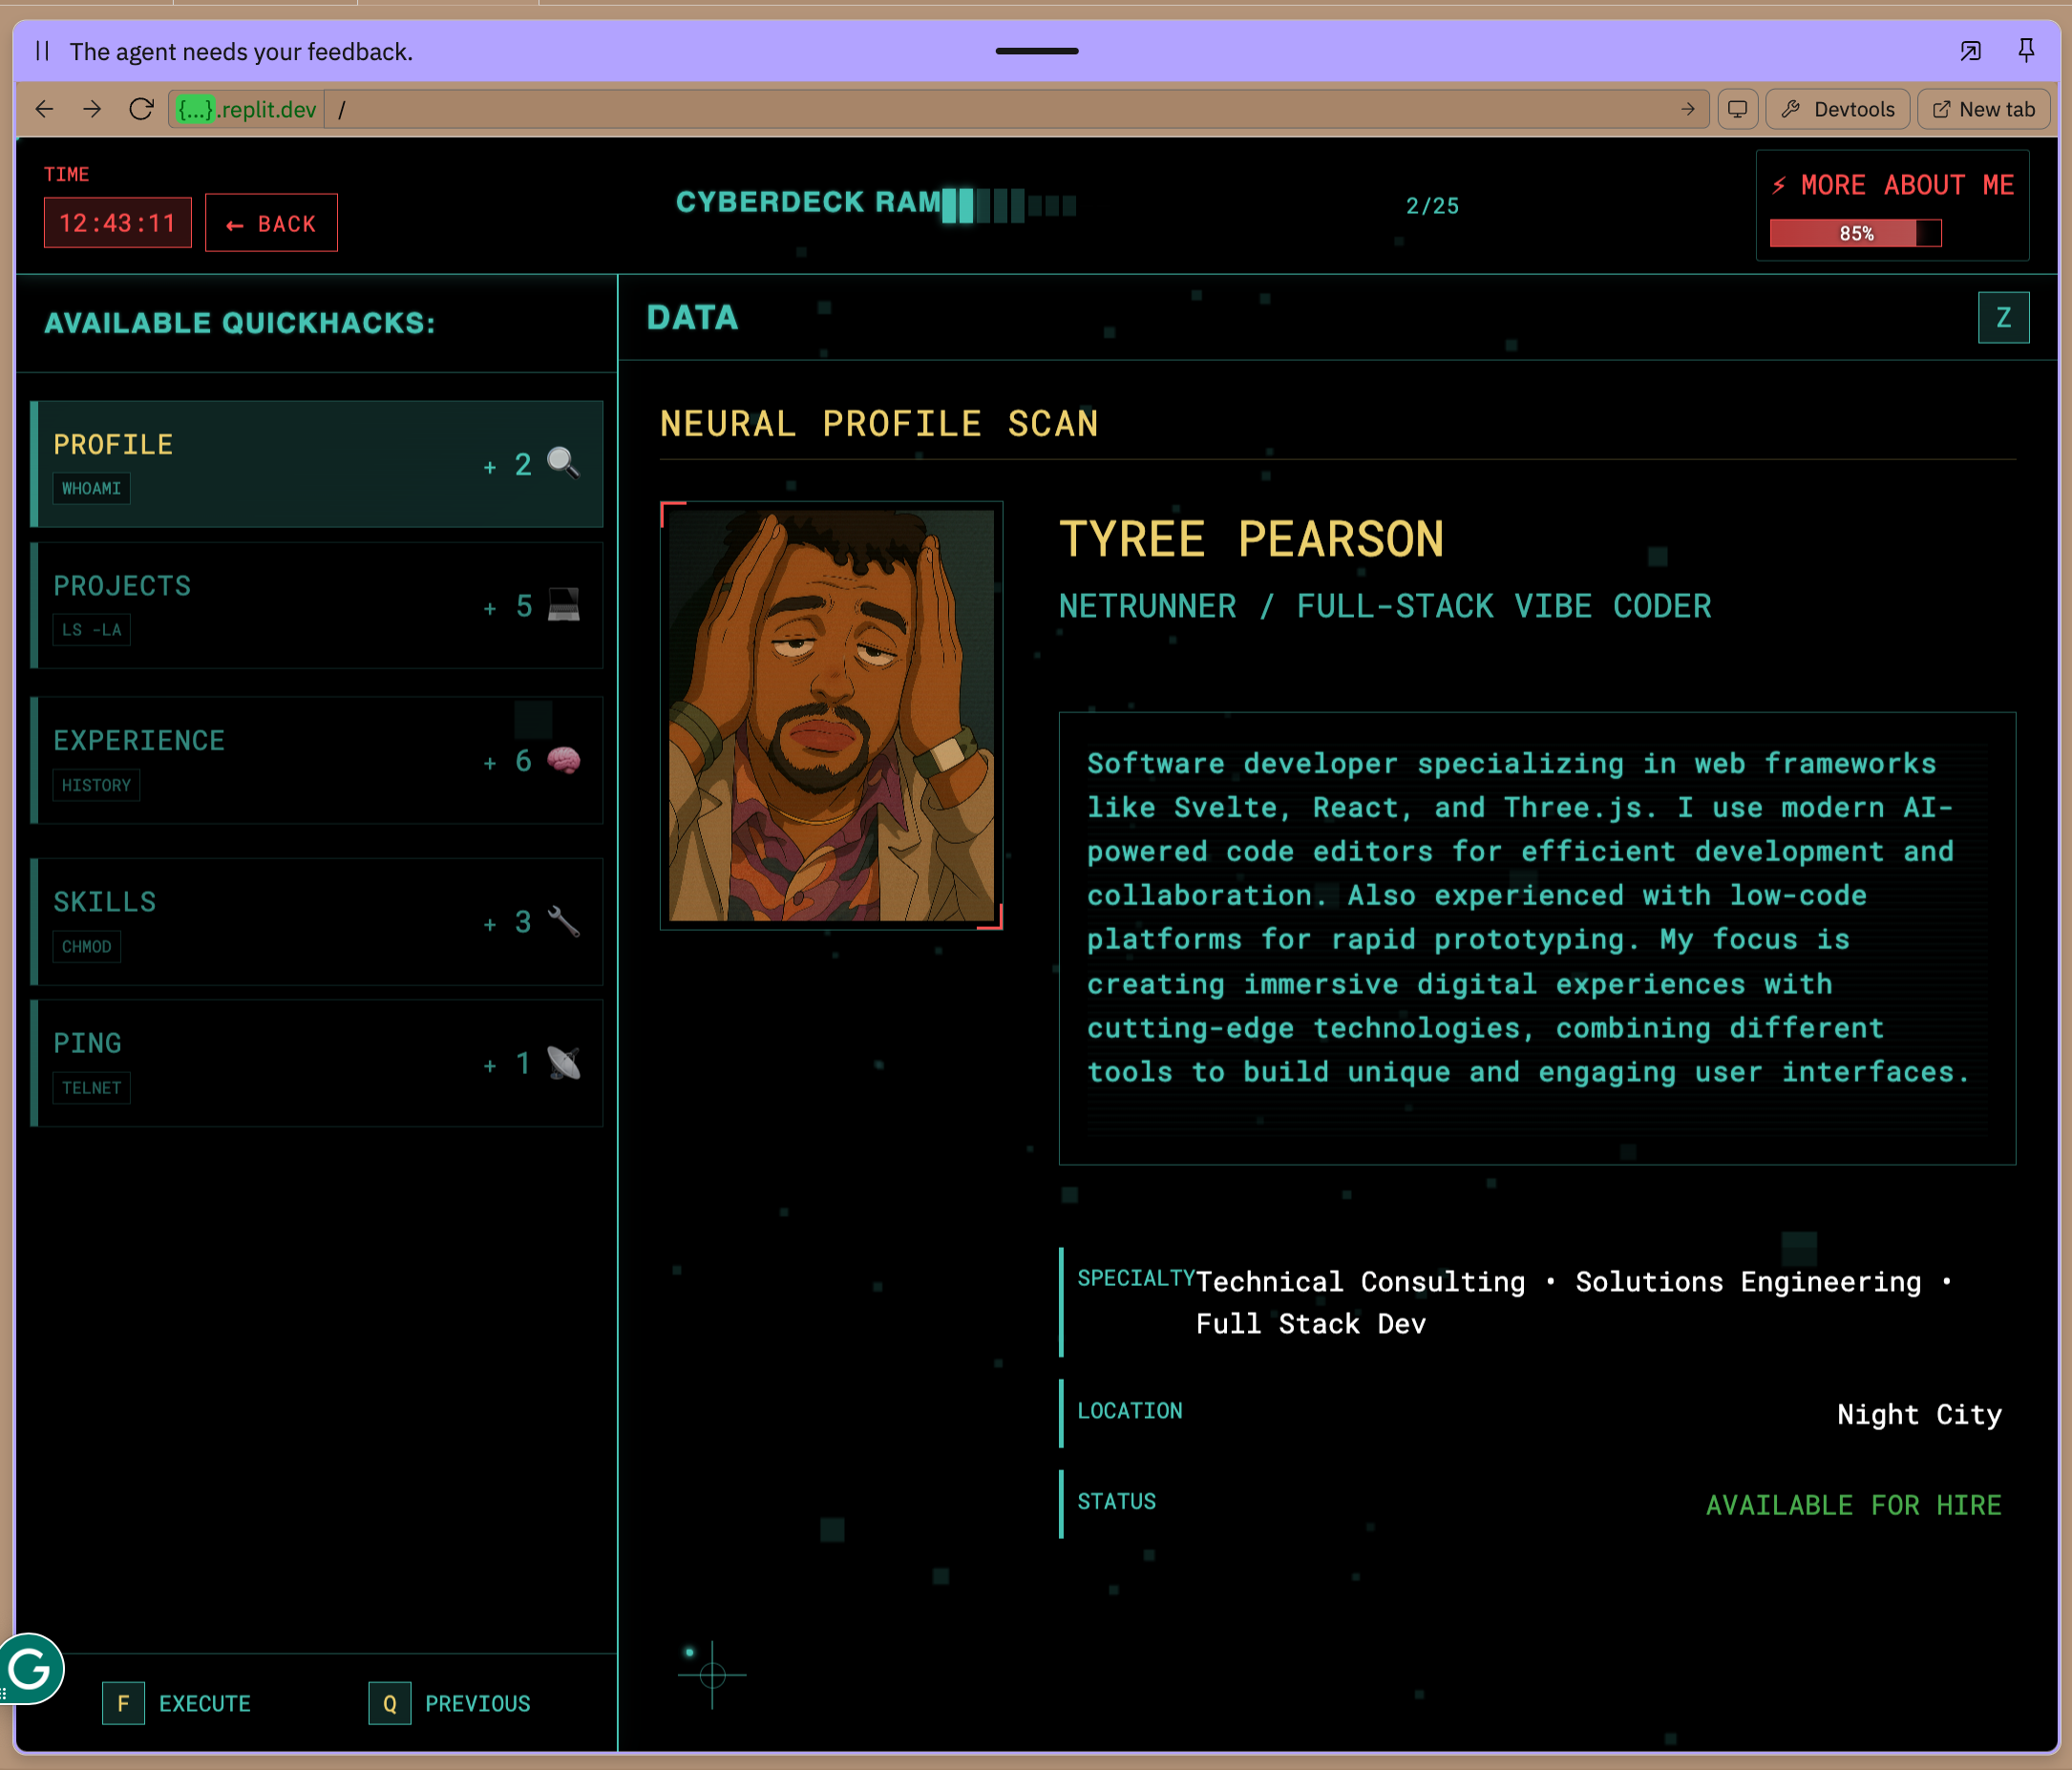 The agent needs your feedback.
{...}.replit.dev /
Devtools
New tab
TIME
12:43:11
← BACK
CYBERDECK RAM
2/25
⚡ MORE ABOUT ME
85%
AVAILABLE QUICKHACKS:
PROFILE
WHOAMI
+ 2
PROJECTS
LS -LA
+ 5
EXPERIENCE
HISTORY
+ 6
SKILLS
CHMOD
+ 3
PING
TELNET
+ 1
F EXECUTE
Q PREVIOUS
DATA
Z
NEURAL PROFILE SCAN
TYREE PEARSON
NETRUNNER / FULL-STACK VIBE CODER
Software developer specializing in web frameworks
like Svelte, React, and Three.js. I use modern AI-
powered code editors for efficient development and
collaboration. Also experienced with low-code
platforms for rapid prototyping. My focus is
creating immersive digital experiences with
cutting-edge technologies, combining different
tools to build unique and engaging user interfaces.
SPECIALTY Technical Consulting • Solutions Engineering •
Full Stack Dev
LOCATION Night City
STATUS AVAILABLE FOR HIRE